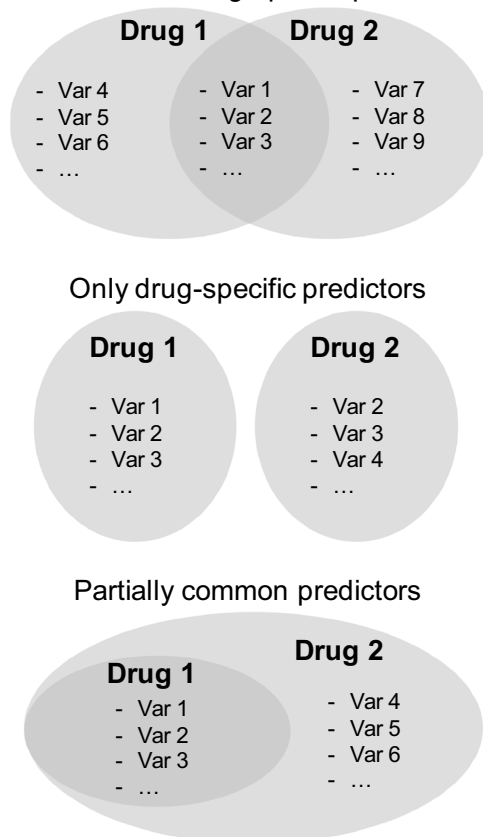 Drug 1 Drug 2
- Var 4 - Var 1 - Var 7
- Var 5 - Var 2 - Var 8
- Var 6 - Var 3 - Var 9
- … - … - …
Only drug-specific predictors
Drug 1 Drug 2
- Var 1 - Var 2
- Var 2 - Var 3
- Var 3 - Var 4
- … - …
Partially common predictors
Drug 2
Drug 1
- Var 1 - Var 4
- Var 2 - Var 5
- Var 3 - Var 6
- … - …